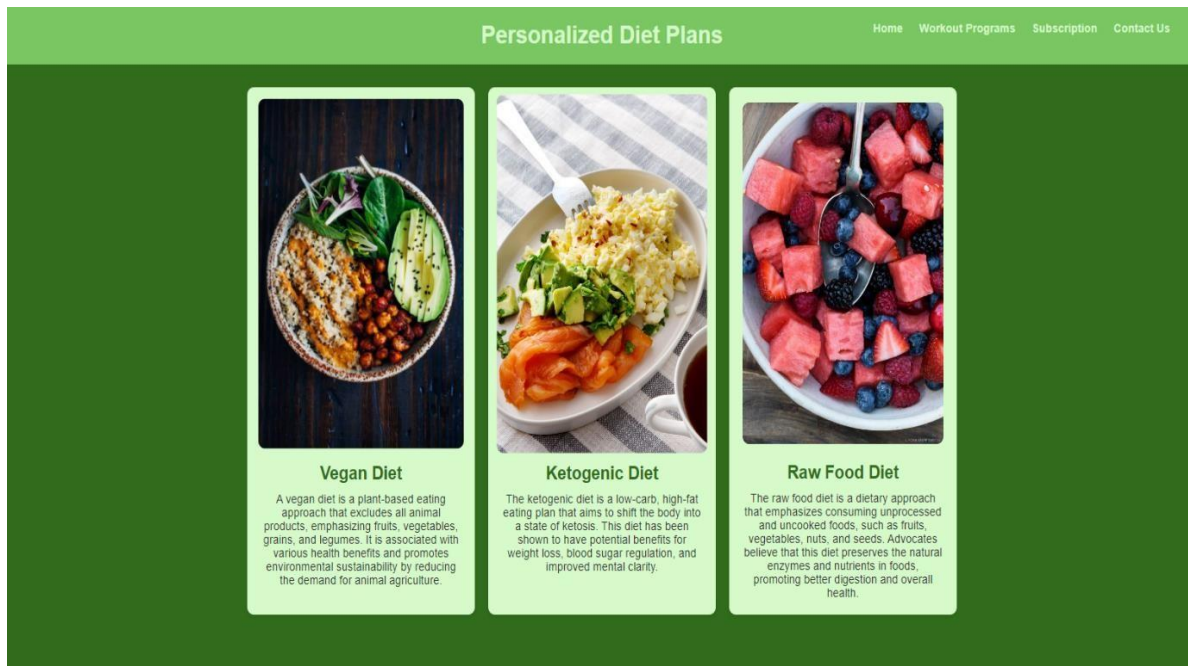 Personalized Diet Plans
Home Workout Programs Subscription Contact Us
Vegan Diet
A vegan diet is a plant-based eating
approach that excludes all animal
products, emphasizing fruits, vegetables,
grains, and legumes. It is associated with
various health benefits and promotes
environmental sustainability by reducing
the demand for animal agriculture.
Ketogenic Diet
The ketogenic diet is a low-carb, high-fat
eating plan that aims to shift the body into
a state of ketosis. This diet has been
shown to have potential benefits for
weight loss, blood sugar regulation, and
improved mental clarity.
Raw Food Diet
The raw food diet is a dietary approach
that emphasizes consuming unprocessed
and uncooked foods, such as fruits,
vegetables, nuts, and seeds. Advocates
believe that this diet preserves the natural
enzymes and nutrients in foods,
promoting better digestion and overall
health.